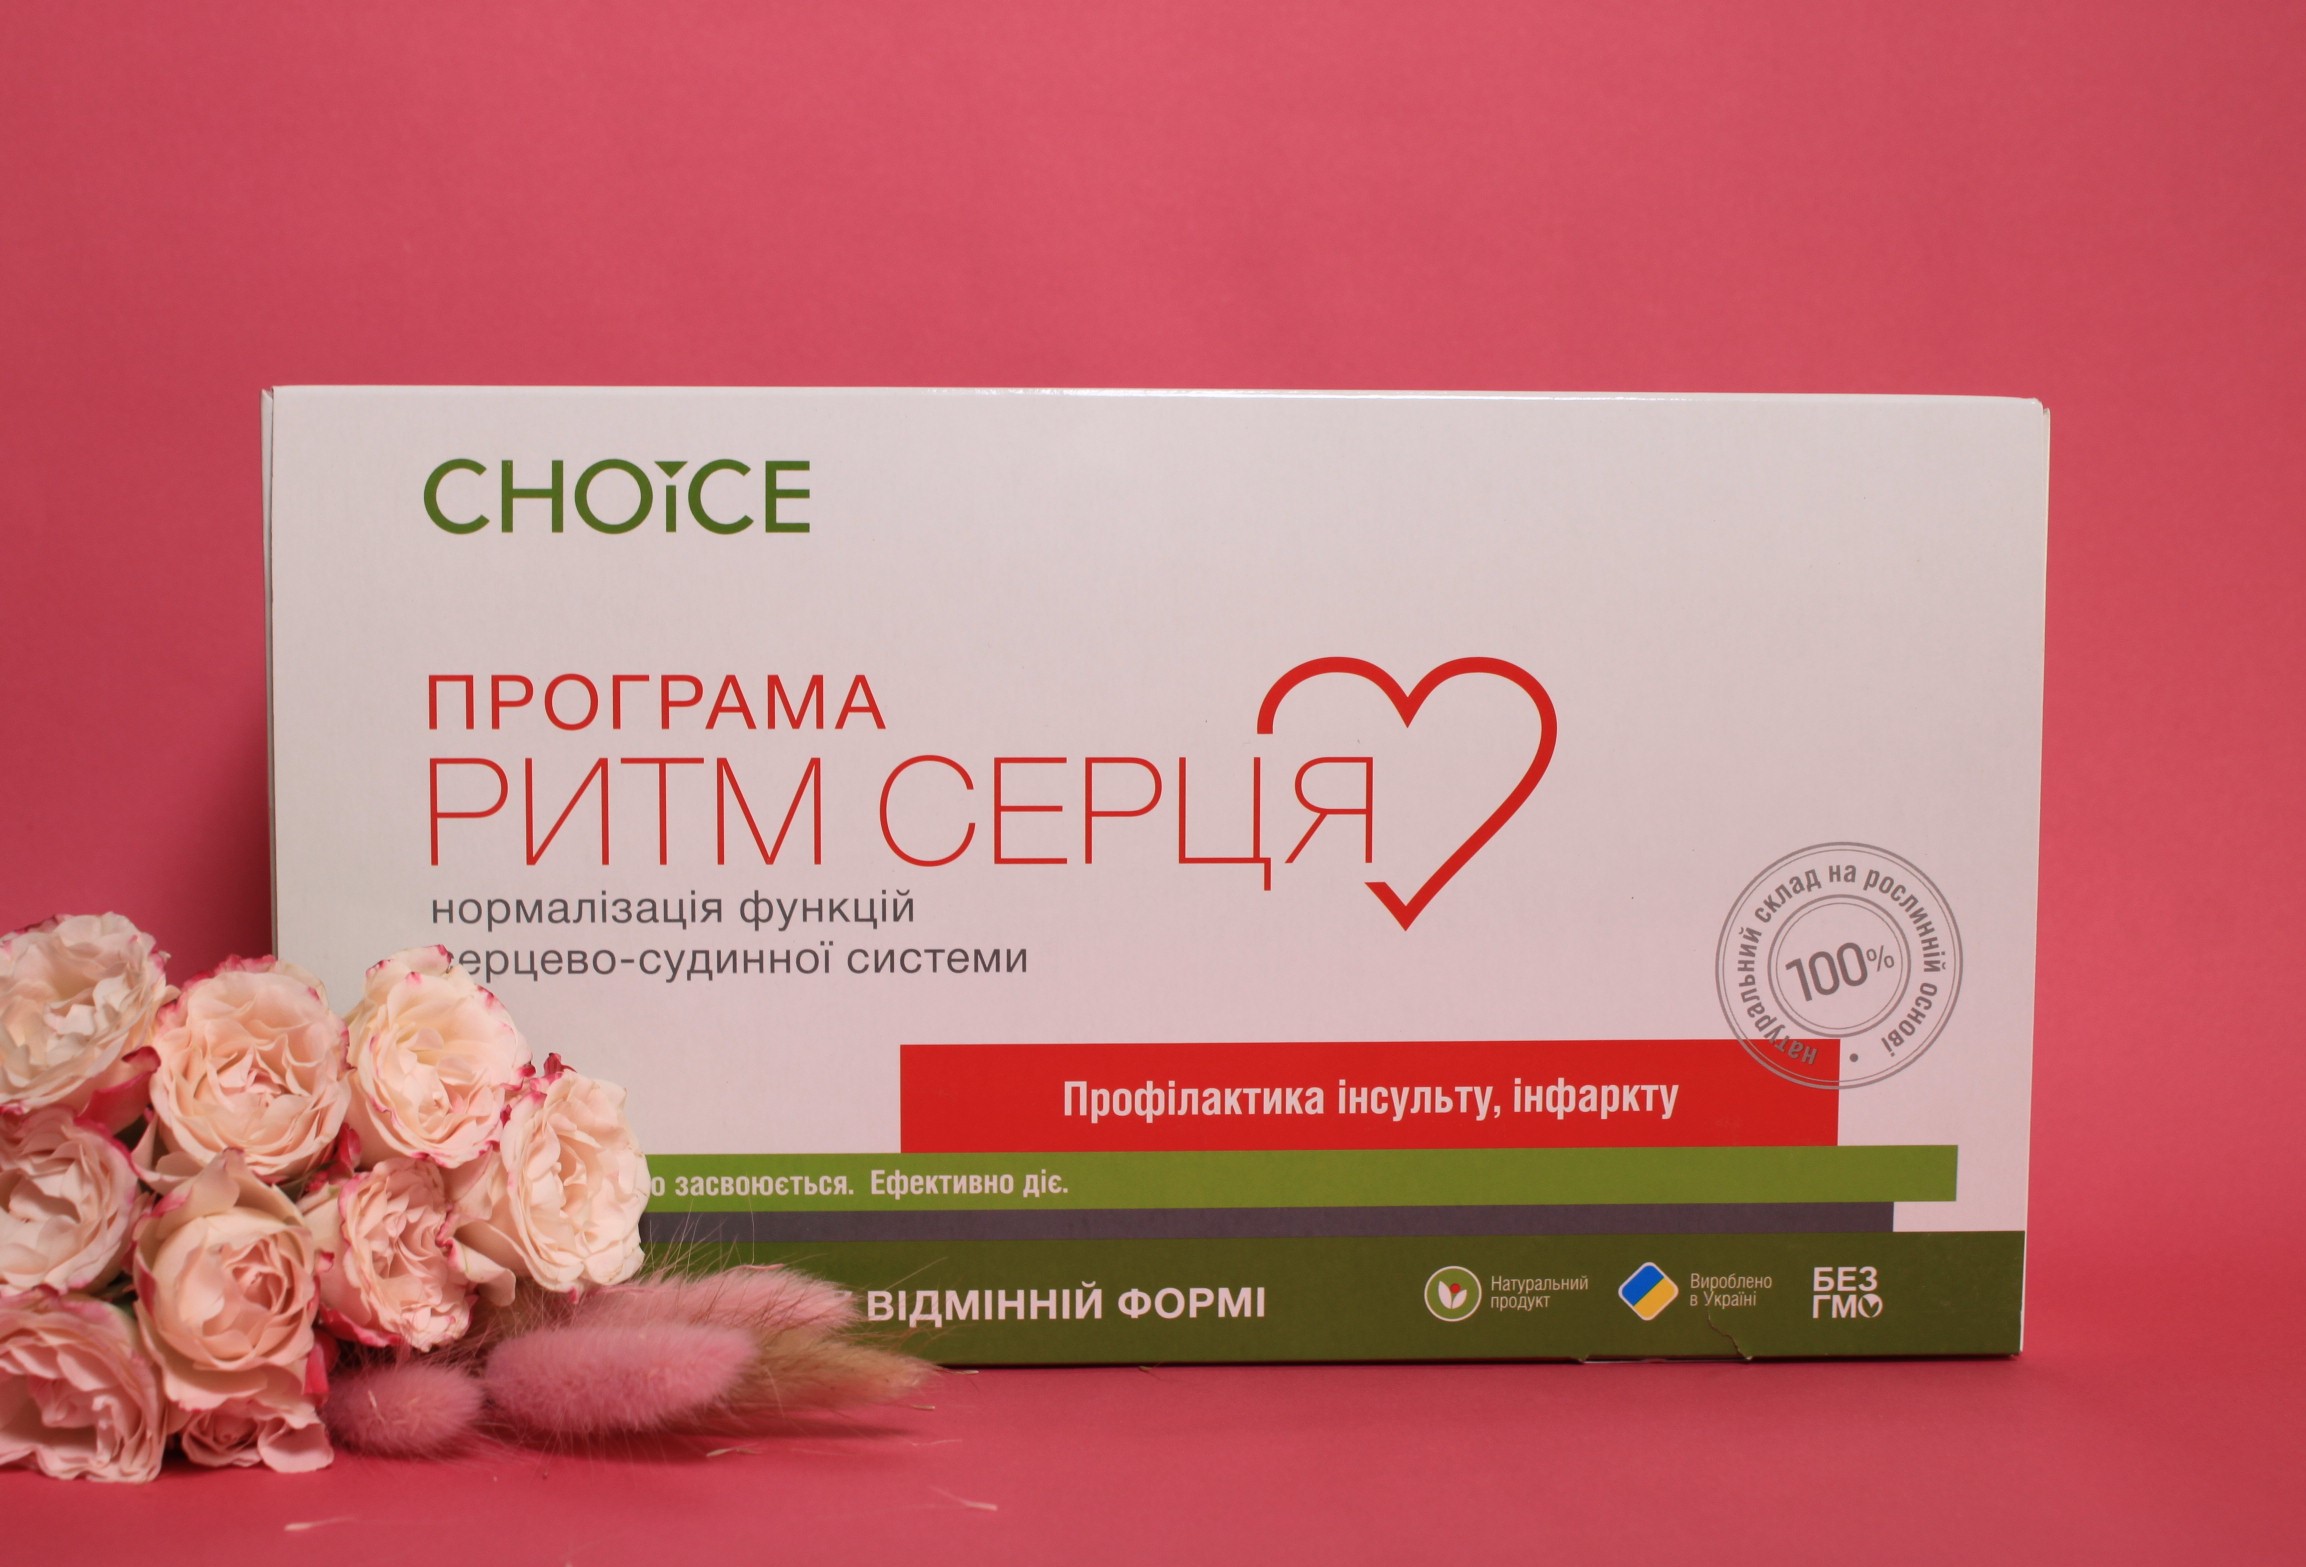 CHOICE
ПРОГРАМА
РИТМ СЕРЦЯ
нормалізація функцій
серцево-судинної системи
натуральний склад на рослинній основі •
100%
Профілактика інсульту, інфаркту
засвоюється. Ефективно діє.
ВІДМІННІЙ ФОРМІ
Натуральний
продукт
Вироблено
в Україні
БЕЗ
ГМО